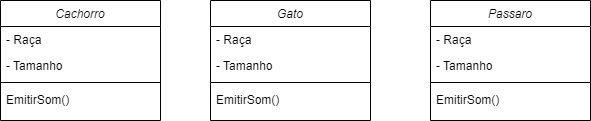 Cachorro
- Raça
- Tamanho
EmitirSom()
Gato
- Raça
- Tamanho
EmitirSom()
Passaro
- Raça
- Tamanho
EmitirSom()